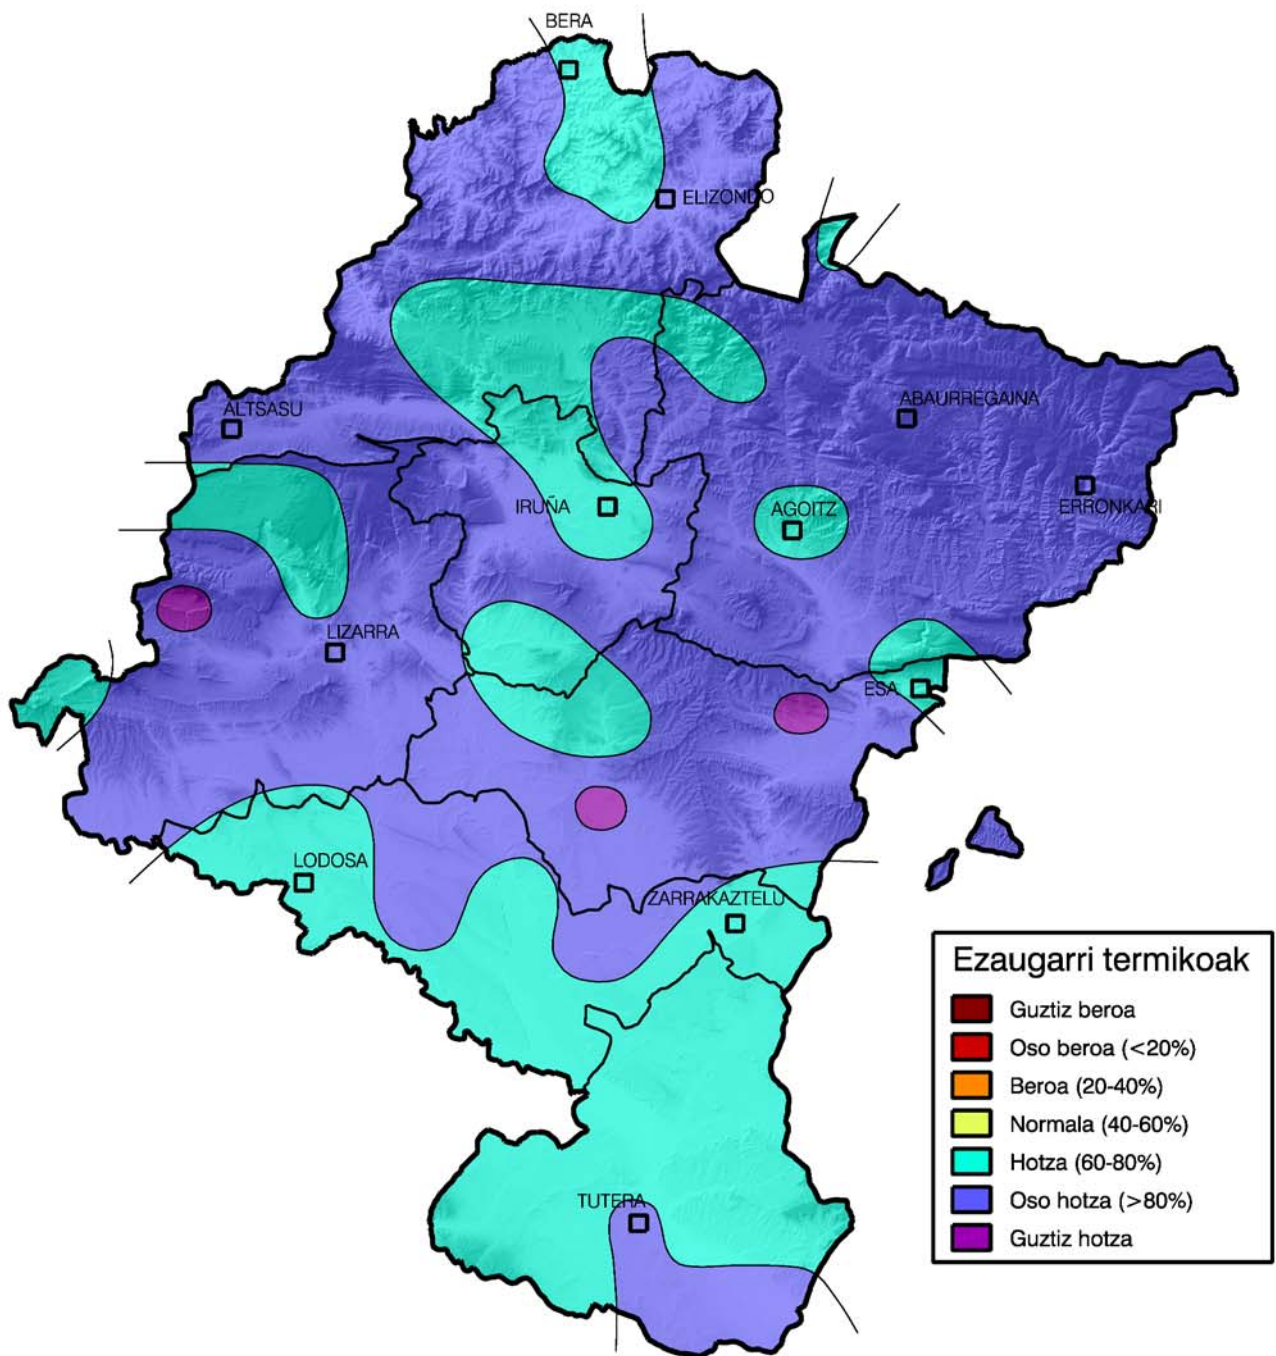 BERA
ELIZONDO
ABAURREGAINA
ALTSASU
ERRONKARI
IRUÑA
AGOITZ
LIZARRA
ESA
LODOSA
ZARRAKAZTELU
TUTERA
Ezaugarri termikoak
Guztiz beroa
Oso beroa (<20%)
Beroa (20-40%)
Normala (40-60%)
Hotza (60-80%)
Oso hotza (>80%)
Guztiz hotza